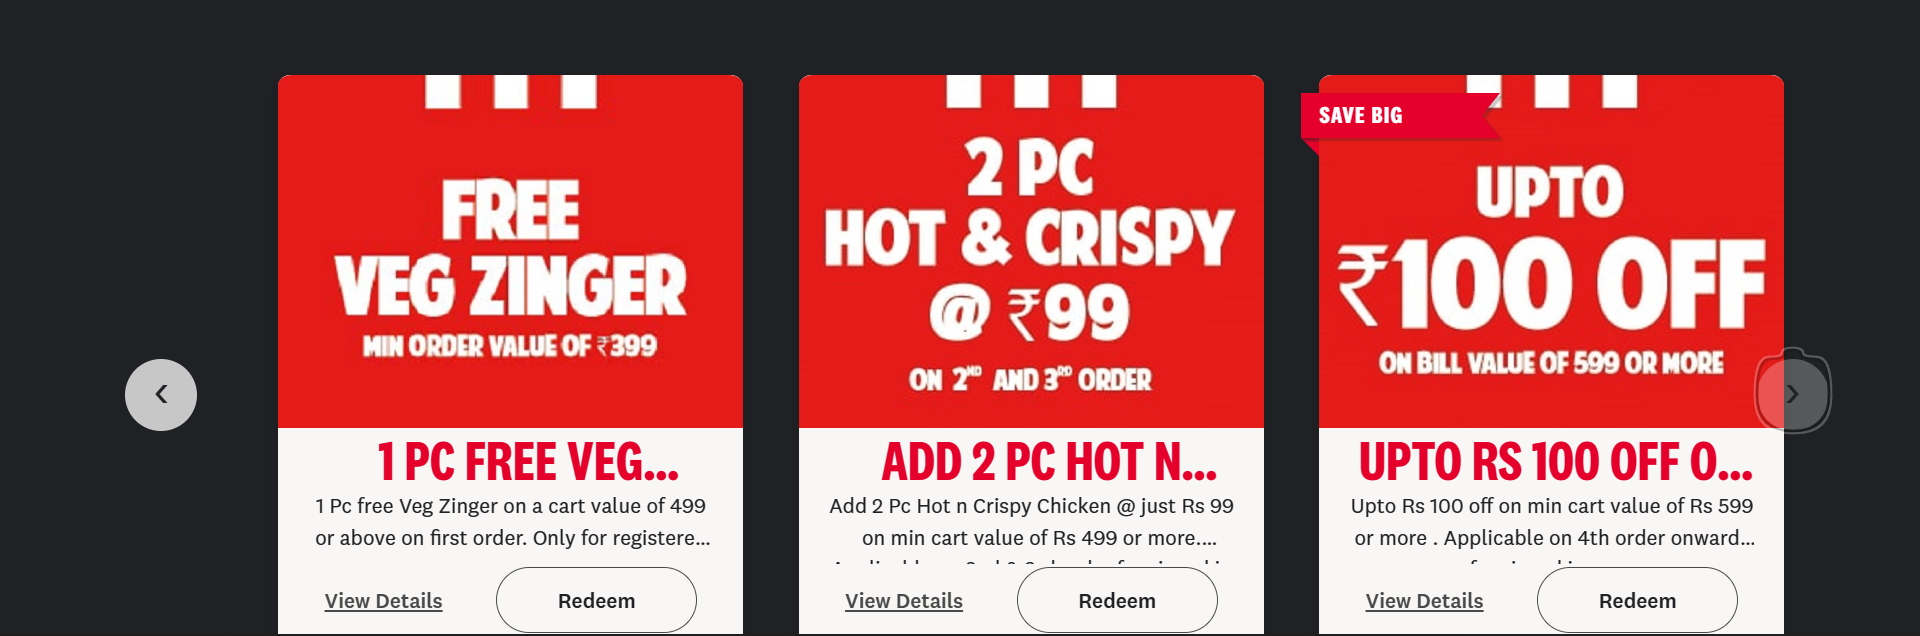 FREE
VEG ZINGER
MIN ORDER VALUE OF ₹399
1 PC FREE VEG...
1 Pc free Veg Zinger on a cart value of 499
or above on first order. Only for registere...
View Details
Redeem
2 PC
HOT & CRISPY
@ ₹99
ON 2ND AND 3RD ORDER
ADD 2 PC HOT N...
Add 2 Pc Hot n Crispy Chicken @ just Rs 99
on min cart value of Rs 499 or more....
View Details
Redeem
SAVE BIG
UPTO
₹100 OFF
ON BILL VALUE OF 599 OR MORE
UPTO RS 100 OFF O...
Upto Rs 100 off on min cart value of Rs 599
or more . Applicable on 4th order onward...
View Details
Redeem